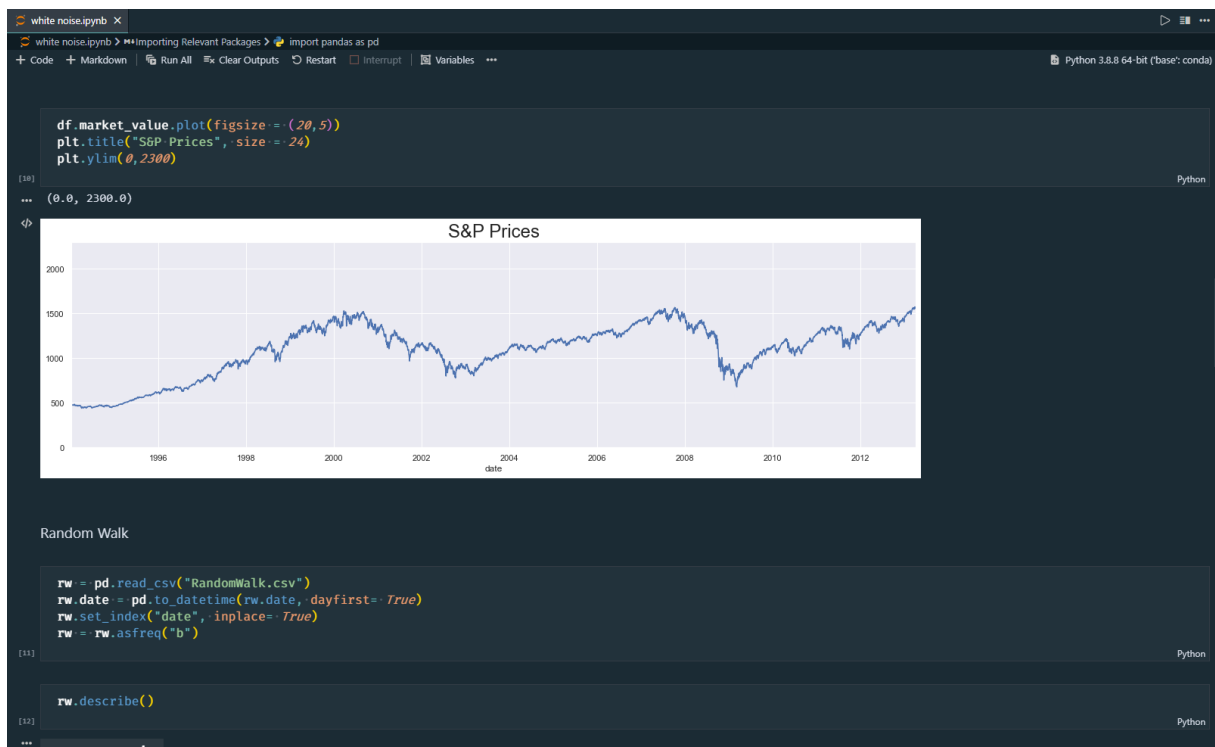 white noise.ipynb ×
white noise.ipynb > M↓Importing Relevant Packages > import pandas as pd
+ Code + Markdown | Run All Clear Outputs Restart Interrupt | Variables ... Python 3.8.8 64-bit ('base': conda)
df.market_value.plot(figsize = (20,5))
plt.title("S&P Prices", size = 24)
plt.ylim(0,2300)
[10] Python
... (0.0, 2300.0)
</>
S&P Prices
2000
1500
1000
500
0
1996 1998 2000 2002 2004 2006 2008 2010 2012
date
Random Walk
rw = pd.read_csv("RandomWalk.csv")
rw.date = pd.to_datetime(rw.date, dayfirst= True)
rw.set_index("date", inplace= True)
rw = rw.asfreq("b")
[11] Python
rw.describe()
[12] Python
...